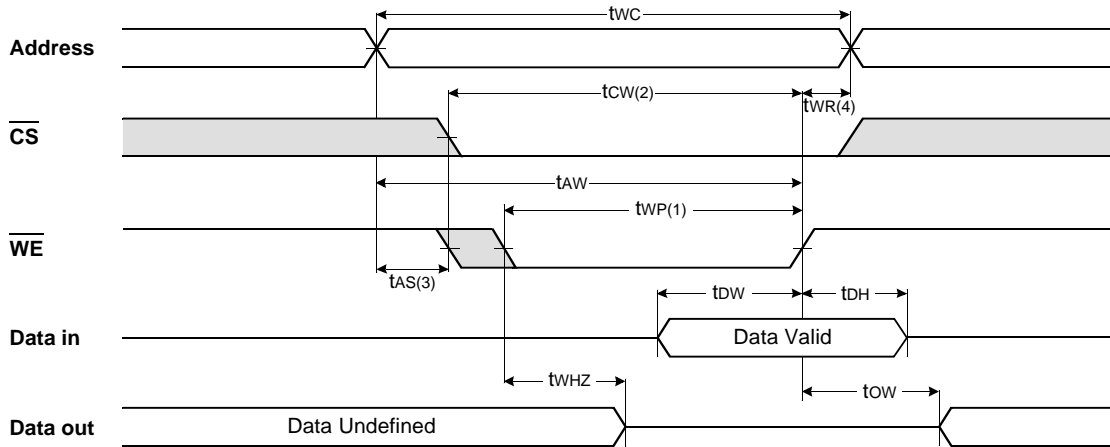 tWC
Address
tCW(2)
tWR(4)
CS
tAW
tWP(1)
WE
tAS(3)
tDW
tDH
Data in
Data Valid
tWHZ
tOW
Data out
Data Undefined